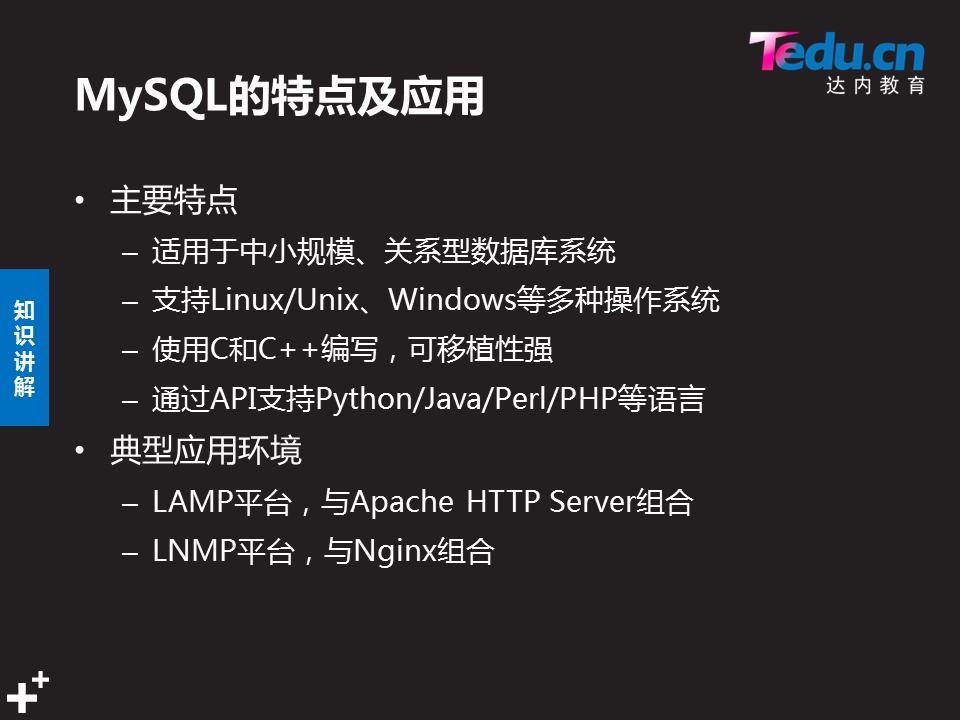 Tedu.cn
达内教育
MySQL的特点及应用
• 主要特点
– 适用于中小规模、关系型数据库系统
– 支持Linux/Unix、Windows等多种操作系统
– 使用C和C++编写，可移植性强
– 通过API支持Python/Java/Perl/PHP等语言
• 典型应用环境
– LAMP平台，与Apache HTTP Server组合
– LNMP平台，与Nginx组合
知识讲解